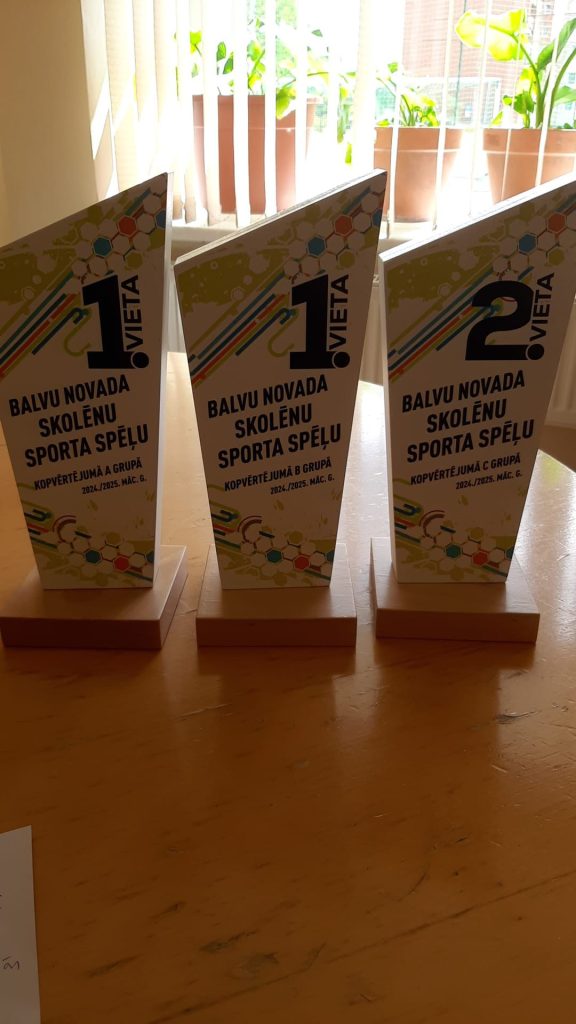 1.VIETA
BALVU NOVADA
SKOLĒNU
SPORTA SPĒĻU
KOPVĒRTĒJUMĀ A GRUPĀ
2024./2025. MĀC. G.
1.VIETA
BALVU NOVADA
SKOLĒNU
SPORTA SPĒĻU
KOPVĒRTĒJUMĀ B GRUPĀ
2024./2025. MĀC. G.
2.VIETA
BALVU NOVADA
SKOLĒNU
SPORTA SPĒĻU
KOPVĒRTĒJUMĀ C GRUPĀ
2024./2025. MĀC. G.